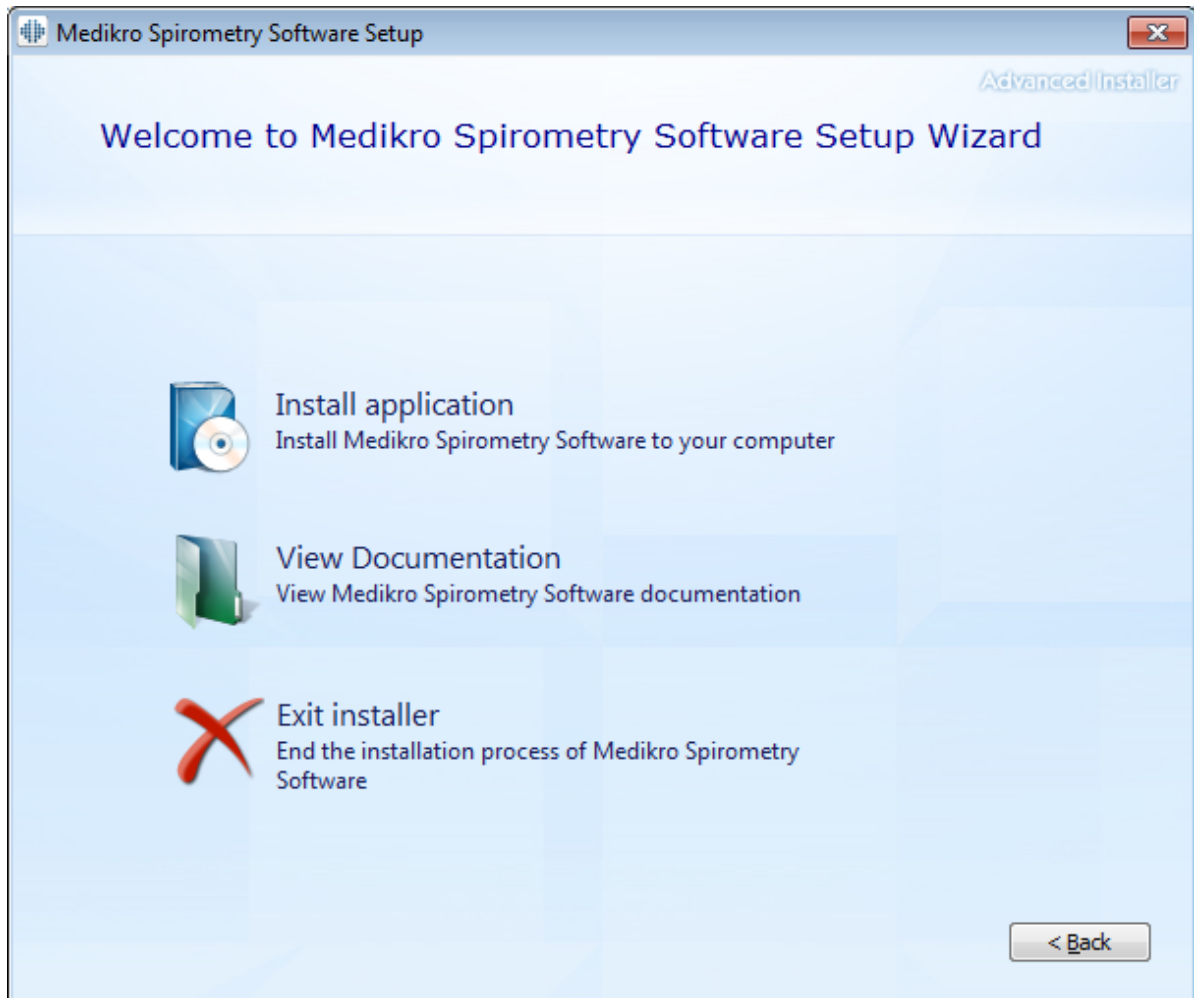 Medikro Spirometry Software Setup
Advanced Installer
Welcome to Medikro Spirometry Software Setup Wizard
Install application
Install Medikro Spirometry Software to your computer
View Documentation
View Medikro Spirometry Software documentation
Exit installer
End the installation process of Medikro Spirometry
Software
< Back